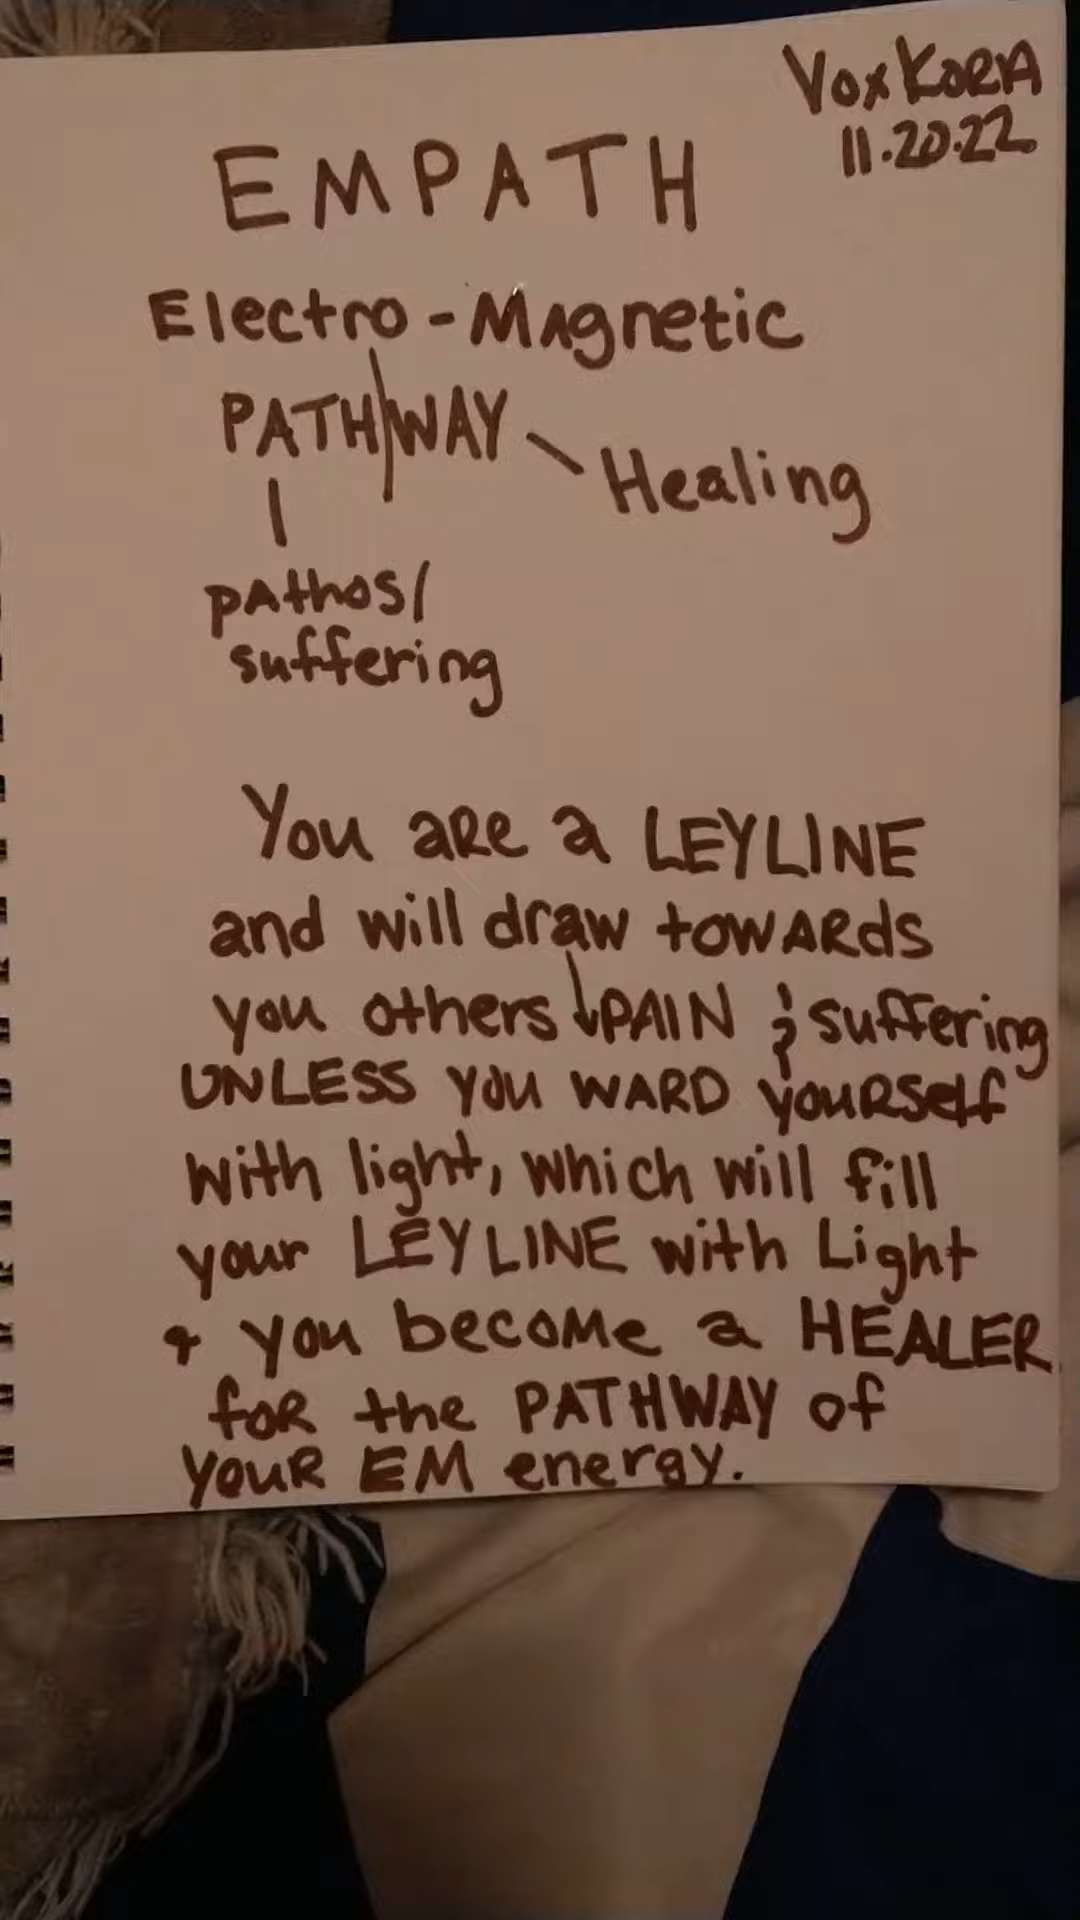 VoxKORA
11.20.22
EMPATH
Electro-Magnetic
PATH|WAY
Healing
pAthos/
suffering
You aRe a LEYLINE
and will draw toWARds
you others PAIN & suffering
UNLESS you WARD youRself
with light, which will fill
your LEYLINE with Light
& you become a HEALER
foR the PATHWAY of
youR EM energy.